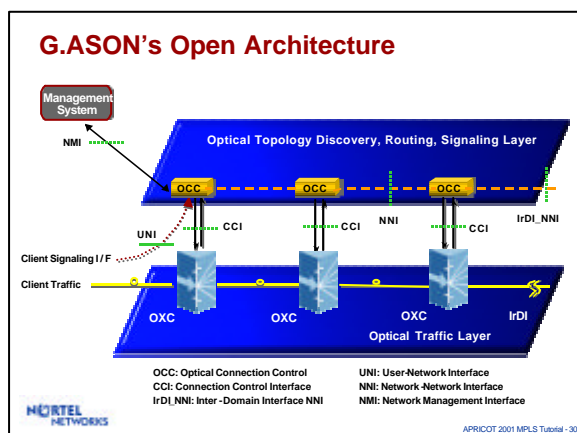 G.ASON's Open Architecture
Management
System
NMI
Optical Topology Discovery, Routing, Signaling Layer
OCC
OCC
OCC
NNI
IrDI_NNI
UNI
CCI
CCI
CCI
Client Signaling I / F
Client Traffic
OXC
OXC
OXC
IrDI
Optical Traffic Layer
OCC: Optical Connection Control
UNI: User-Network Interface
CCI: Connection Control Interface
NNI: Network-Network Interface
IrDI_NNI: Inter-Domain Interface NNI
NMI: Network Management Interface
NORTEL
NETWORKS
APRICOT 2001 MPLS Tutorial - 30